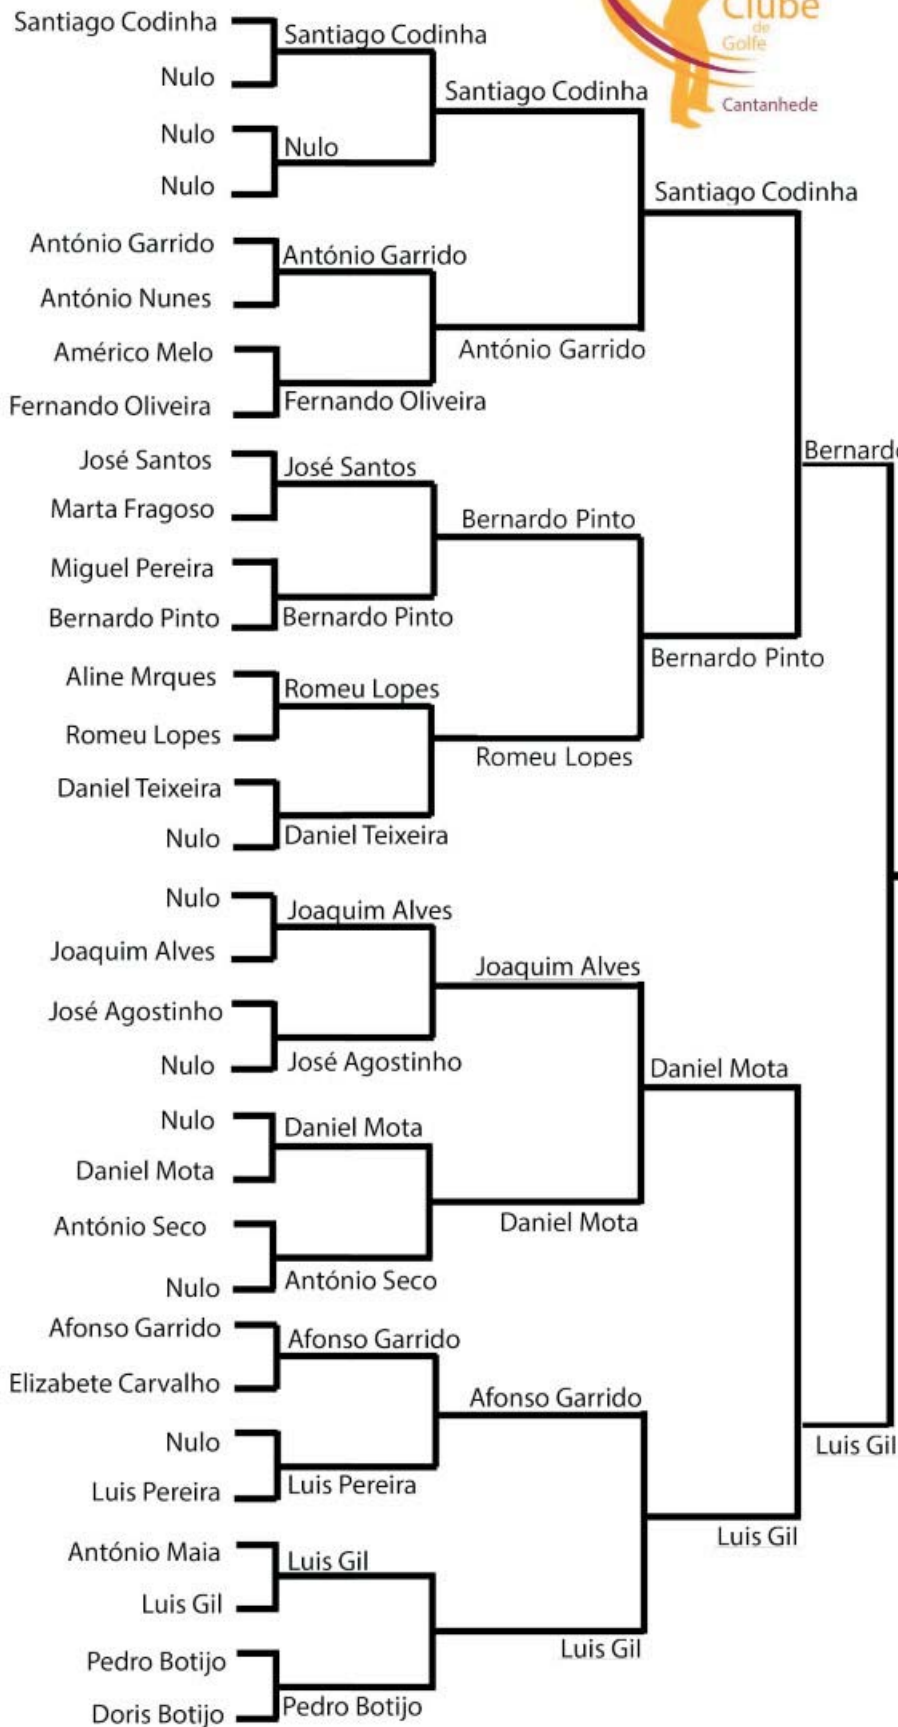 Clube
de
Golfe
Cantanhede
Santiago Codinha
Nulo
Nulo
Nulo
António Garrido
António Nunes
Américo Melo
Fernando Oliveira
José Santos
Marta Fragoso
Miguel Pereira
Bernardo Pinto
Aline Mrques
Romeu Lopes
Daniel Teixeira
Nulo
Nulo
Joaquim Alves
José Agostinho
Nulo
Nulo
Daniel Mota
António Seco
Nulo
Afonso Garrido
Elizabete Carvalho
Nulo
Luis Pereira
António Maia
Luis Gil
Pedro Botijo
Doris Botijo
Santiago Codinha
Nulo
António Garrido
Fernando Oliveira
José Santos
Bernardo Pinto
Romeu Lopes
Daniel Teixeira
Joaquim Alves
José Agostinho
Daniel Mota
António Seco
Afonso Garrido
Luis Pereira
Luis Gil
Pedro Botijo
Santiago Codinha
António Garrido
Bernardo Pinto
Romeu Lopes
Joaquim Alves
Daniel Mota
Afonso Garrido
Luis Gil
Santiago Codinha
Bernardo Pinto
Daniel Mota
Luis Gil
Bernardo
Luis Gil